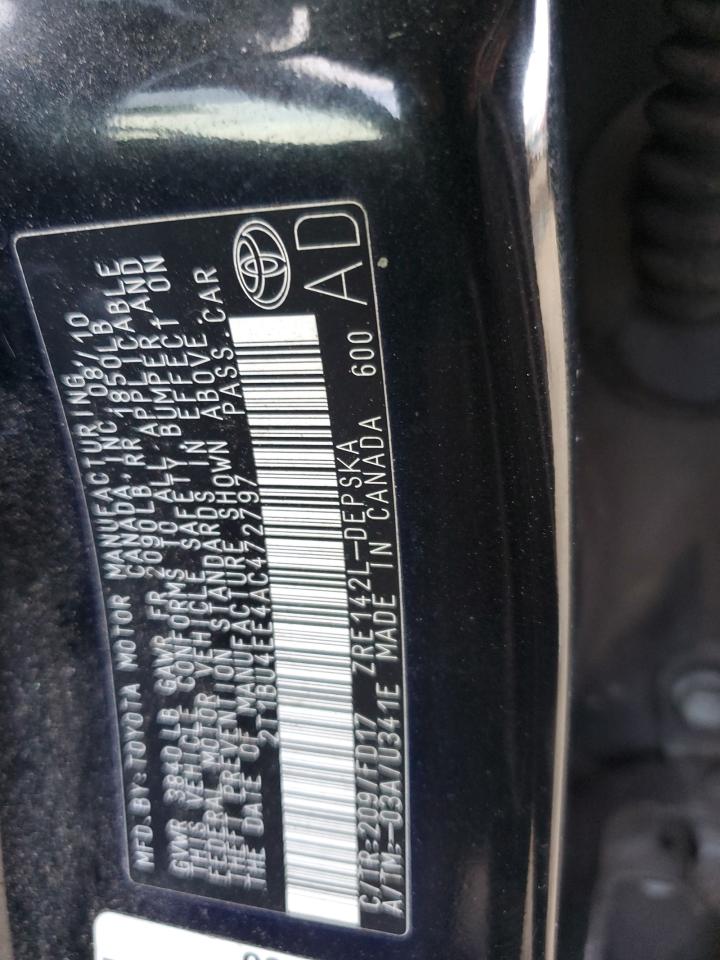 MFD.BY:TOYOTA MOTOR MANUFACTURING
CANADA, INC. 08/10
GVWR 3840LB GAWR FR 2090LB RR 1850LB
THIS VEHICLE CONFORMS TO ALL APPLICABLE
FEDERAL MOTOR VEHICLE SAFETY, BUMPER AND
THEFT PREVENTION STANDARDS IN EFFECT ON
THE DATE OF MANUFACTURE SHOWN ABOVE.
2T1BU4EE4AC472797 PASS.CAR
C/TR:209/FD17 ZRE142L-DEPSKA
A/TM:-03A/U341E MADE IN CANADA 600
AD